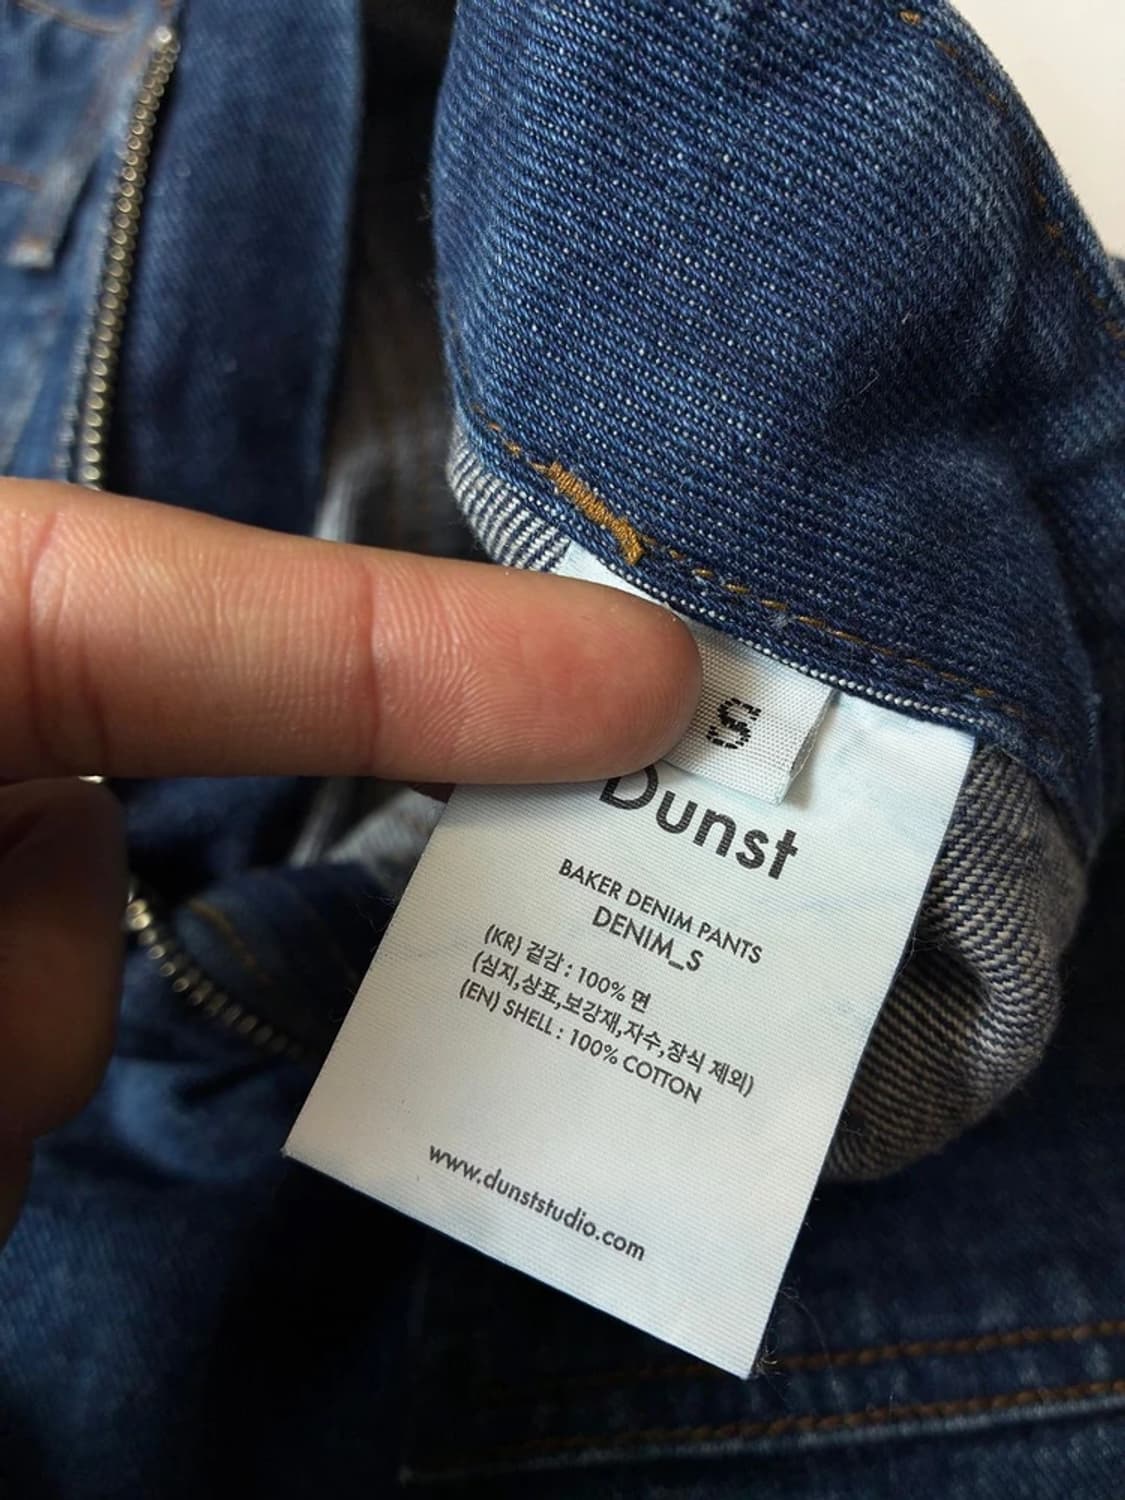 S
Dunst
BAKER DENIM PANTS
DENIM_S
(KR) 겉감 : 100% 면
(심지,상표,보강재,자수,장식 제외)
(EN) SHELL : 100% COTTON
www.dunststudio.com